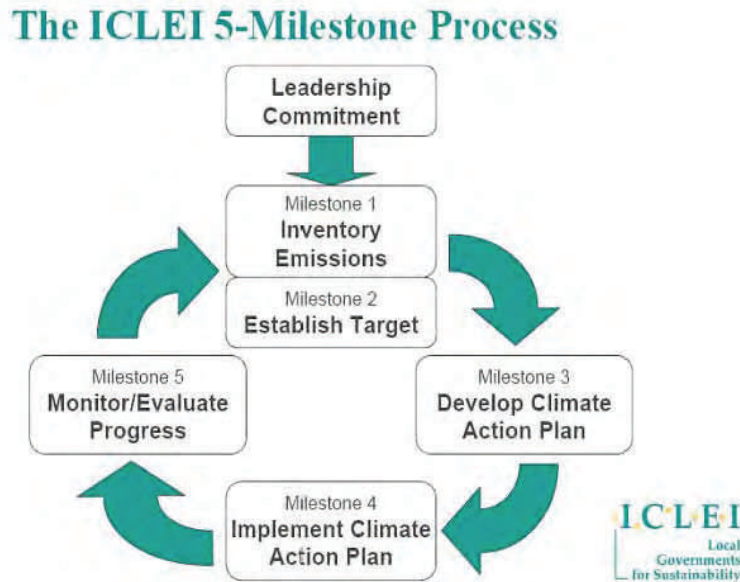 The ICLEI 5-Milestone Process
Leadership
Commitment
Milestone 1
Inventory
Emissions
Milestone 2
Establish Target
Milestone 5
Monitor/Evaluate
Progress
Milestone 3
Develop Climate
Action Plan
Milestone 4
Implement Climate
Action Plan
I·C·L·E·I
Local
Governments
for Sustainability